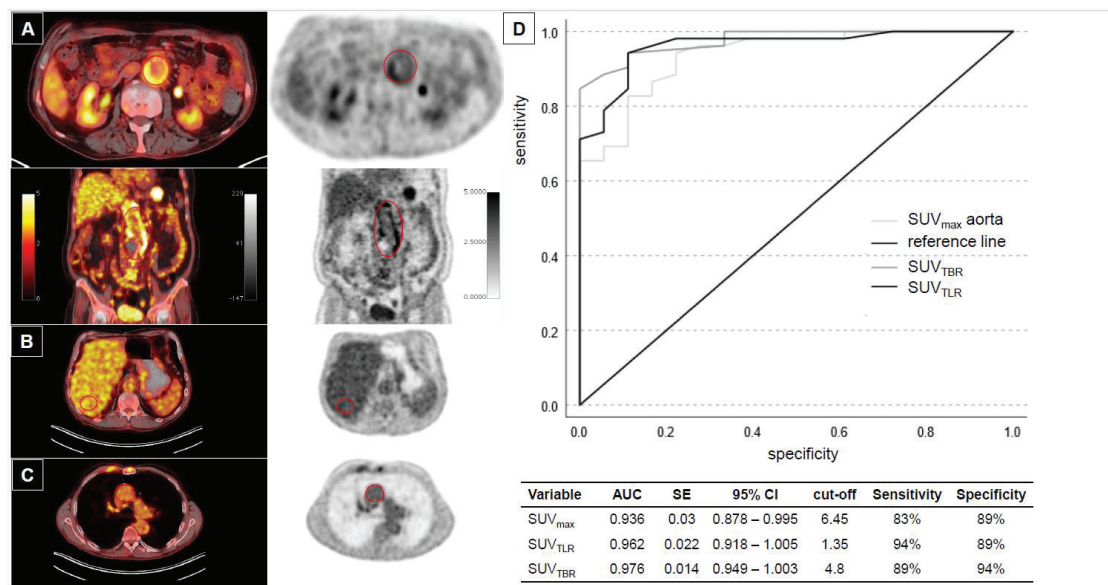 A
5
2
0
229
41
-147
5.0000
2.5000
0.0000
B
C
D
1.0
0.8
0.6
0.4
0.2
0.0
sensitivity
SUVmax aorta
reference line
SUVTBR
SUVTLR
0.0 0.2 0.4 0.6 0.8 1.0
specificity
Variable AUC SE 95% CI cut-off Sensitivity Specificity
SUVmax 0.936 0.03 0.878 – 0.995 6.45 83% 89%
SUVTLR 0.962 0.022 0.918 – 1.005 1.35 94% 89%
SUVTBR 0.976 0.014 0.949 – 1.003 4.8 89% 94%